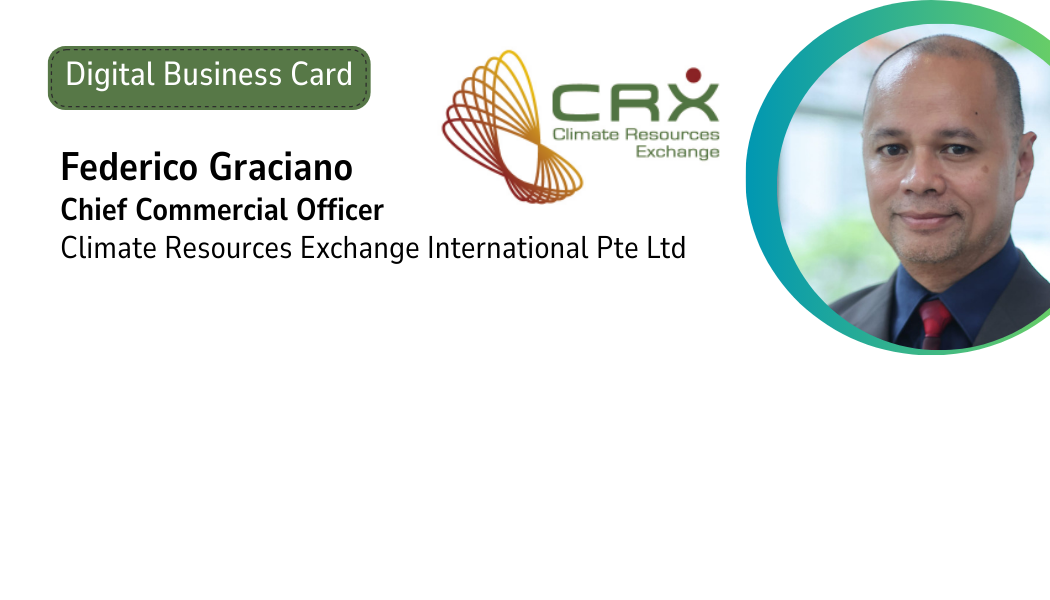 Digital Business Card
CRX
Climate Resources
Exchange
Federico Graciano
Chief Commercial Officer
Climate Resources Exchange International Pte Ltd